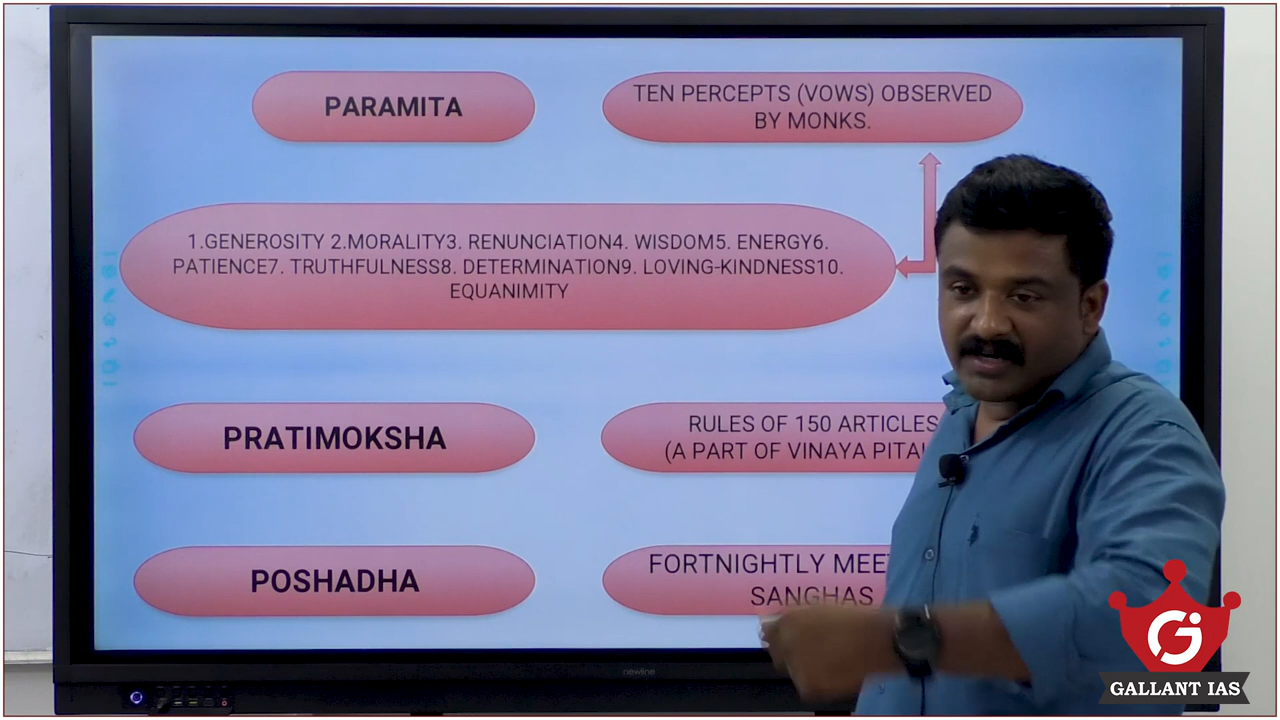 PARAMITA
TEN PERCEPTS (VOWS) OBSERVED
BY MONKS.
1.GENEROSITY 2.MORALITY3. RENUNCIATION4. WISDOM5. ENERGY6.
PATIENCE7. TRUTHFULNESS8. DETERMINATION9. LOVING-KINDNESS10.
EQUANIMITY
PRATIMOKSHA
RULES OF 150 ARTICLES
(A PART OF VINAYA
POSHADHA
FORTNIGHTLY
SANGHAS
newline
GALLANT IAS